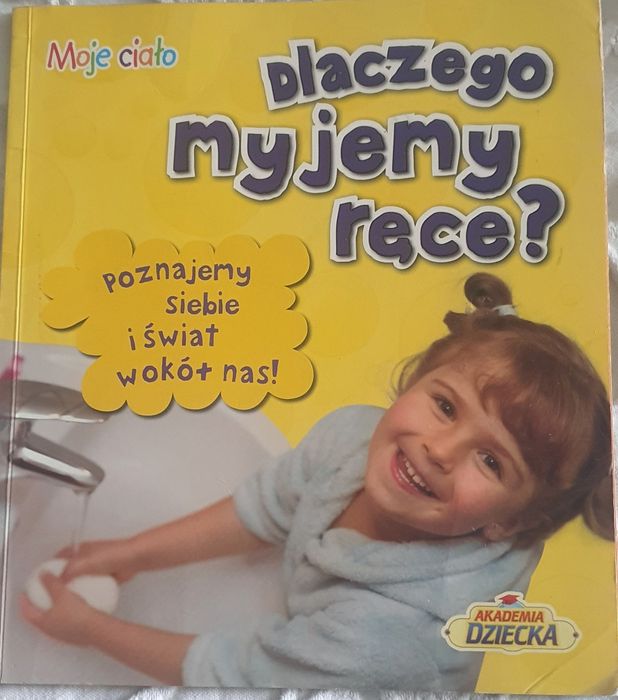 Moje ciało
Dlaczego
myjemy
ręce?
Poznajemy
siebie
i świat
wokół nas!
AKADEMIA
DZIECKA